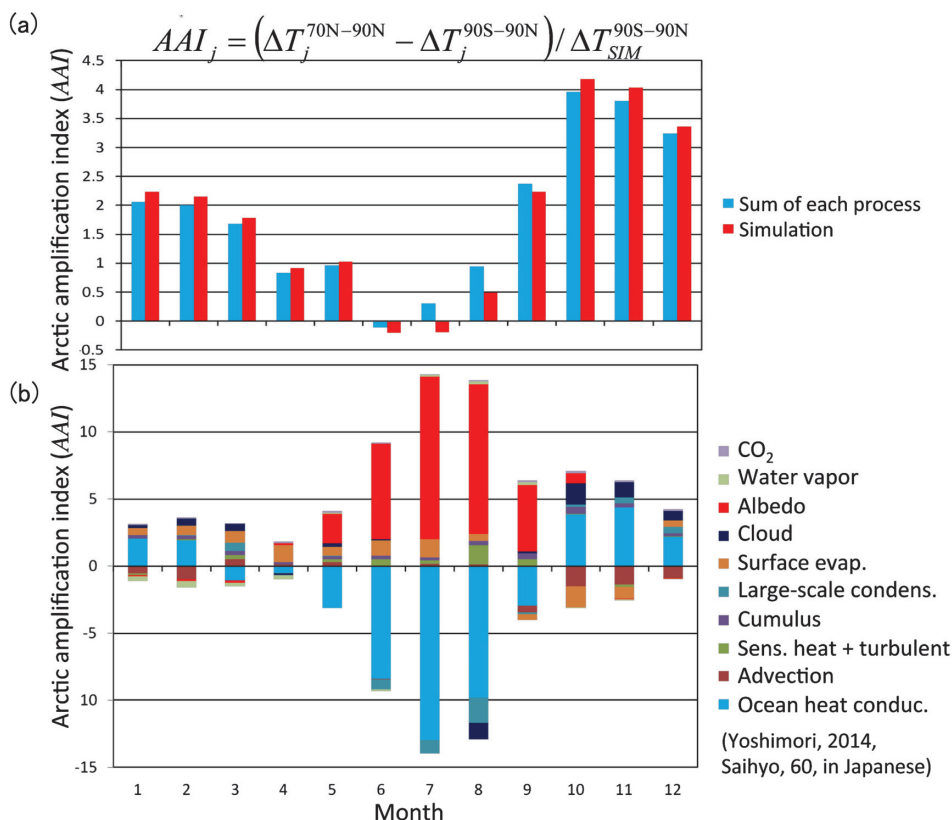 (a)
AAI_j = (ΔT_j^{70N−90N} − ΔT_j^{90S−90N}) / ΔT_{SIM}^{90S−90N}
Arctic amplification index (AAI)
4.5
4
3.5
3
2.5
2
1.5
1
0.5
0
0.5
Sum of each process
Simulation
(b)
Arctic amplification index (AAI)
15
10
5
0
-5
10
-15
1 2 3 4 5 6 7 8 9 10 11 12
Month
CO₂
Water vapor
Albedo
Cloud
Surface evap.
Large-scale condens.
Cumulus
Sens. heat + turbulent
Advection
Ocean heat conduc.
(Yoshimori, 2014,
Saihyo, 60, in Japanese)